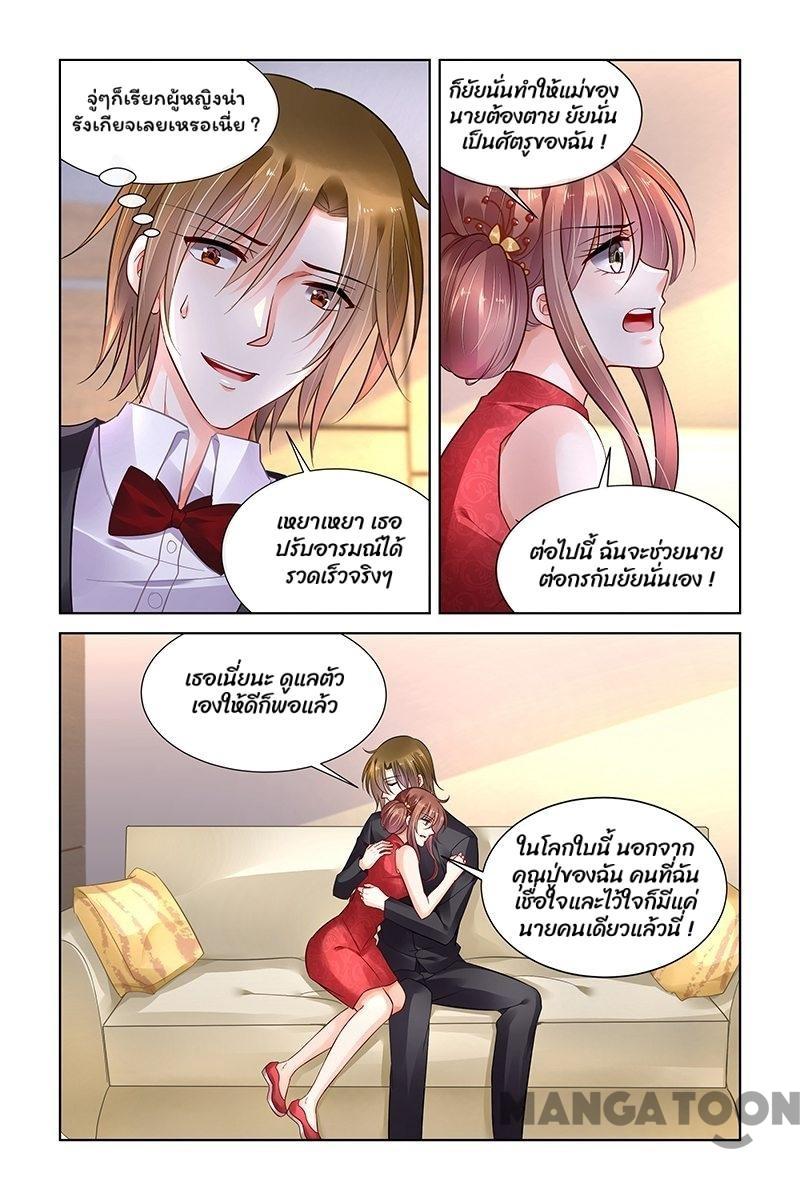 จู่ๆก็เรียกผู้หญิงน่า
รังเกียจเลยเหรอเนี่ย ?
เหยาเหยา เธอ
ปรับอารมณ์ได้
รวดเร็วจริงๆ
ก็ยัยนั่นทำให้แม่ของ
นายต้องตาย ยัยนั่น
เป็นศัตรูของฉัน !
ต่อไปนี้ ฉันจะช่วยนาย
ต่อกรกับยัยนั่นเอง !
เธอเนี่ยนะ ดูแลตัว
เองให้ดีก็พอแล้ว
ในโลกใบนี้ นอกจาก
คุณปู่ของฉัน คนที่ฉัน
เชื่อใจและไว้ใจก็มีแค่
นายคนเดียวแล้วนี่ !
MANGATOON